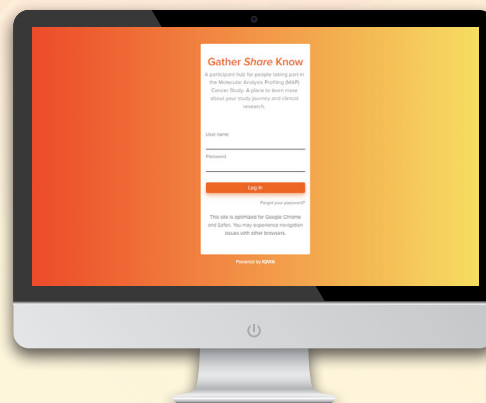 Gather Share Know
A participant hub for people taking part in
the Molecular Analysis Profiling (MAP)
Cancer Study. A place to learn more
about your study journey and clinical
research.
User name
Password
Log in
Forgot your password?
This site is optimized for Google Chrome
and Safari. You may experience navigation
issues with other browsers.
Powered by IQVIA